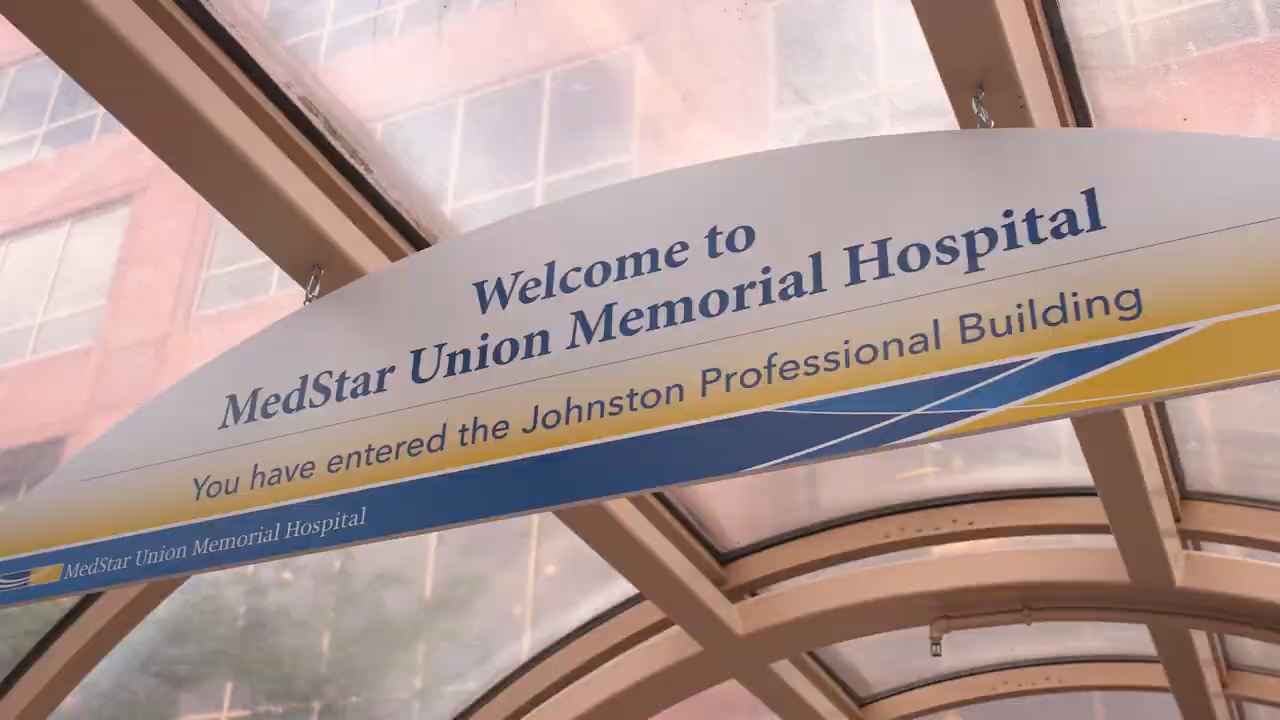 Welcome to
MedStar Union Memorial Hospital
You have entered the Johnston Professional Building
MedStar Union Memorial Hospital